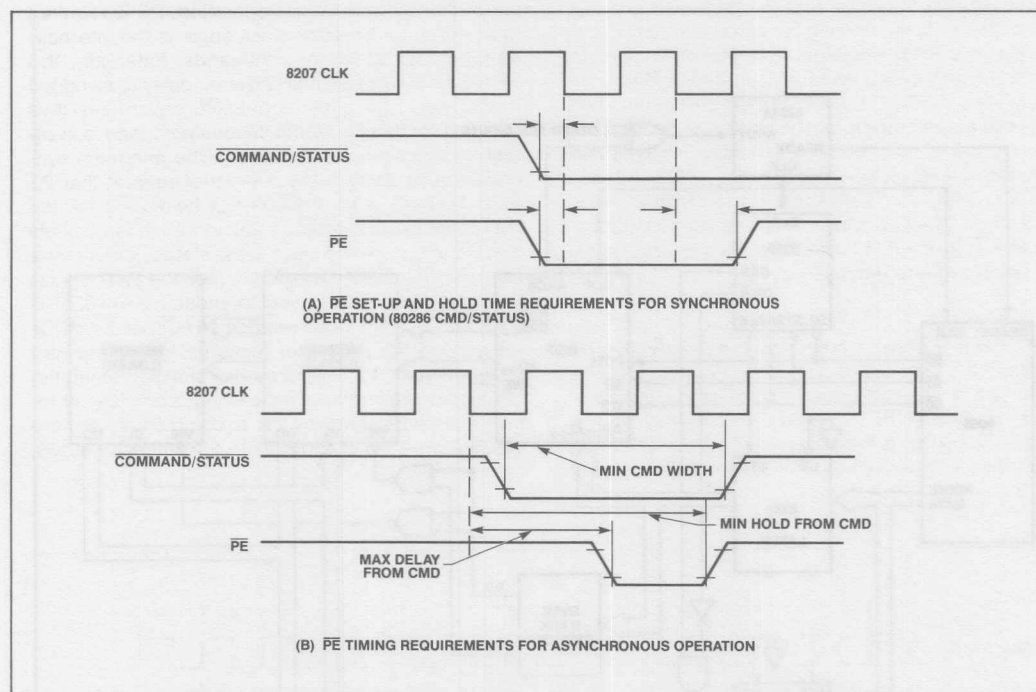 8207 CLK
COMMAND/STATUS
PE
(A) PE SET-UP AND HOLD TIME REQUIREMENTS FOR SYNCHRONOUS
OPERATION (80286 CMD/STATUS)
8207 CLK
COMMAND/STATUS
MIN CMD WIDTH
MIN HOLD FROM CMD
PE
MAX DELAY
FROM CMD
(B) PE TIMING REQUIREMENTS FOR ASYNCHRONOUS OPERATION